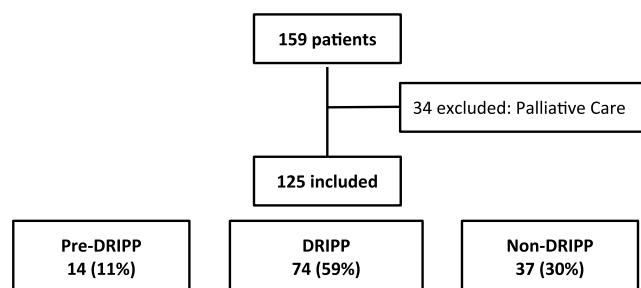 159 patients
34 excluded: Palliative Care
125 included
Pre-DRIPP
14 (11%)
DRIPP
74 (59%)
Non-DRIPP
37 (30%)